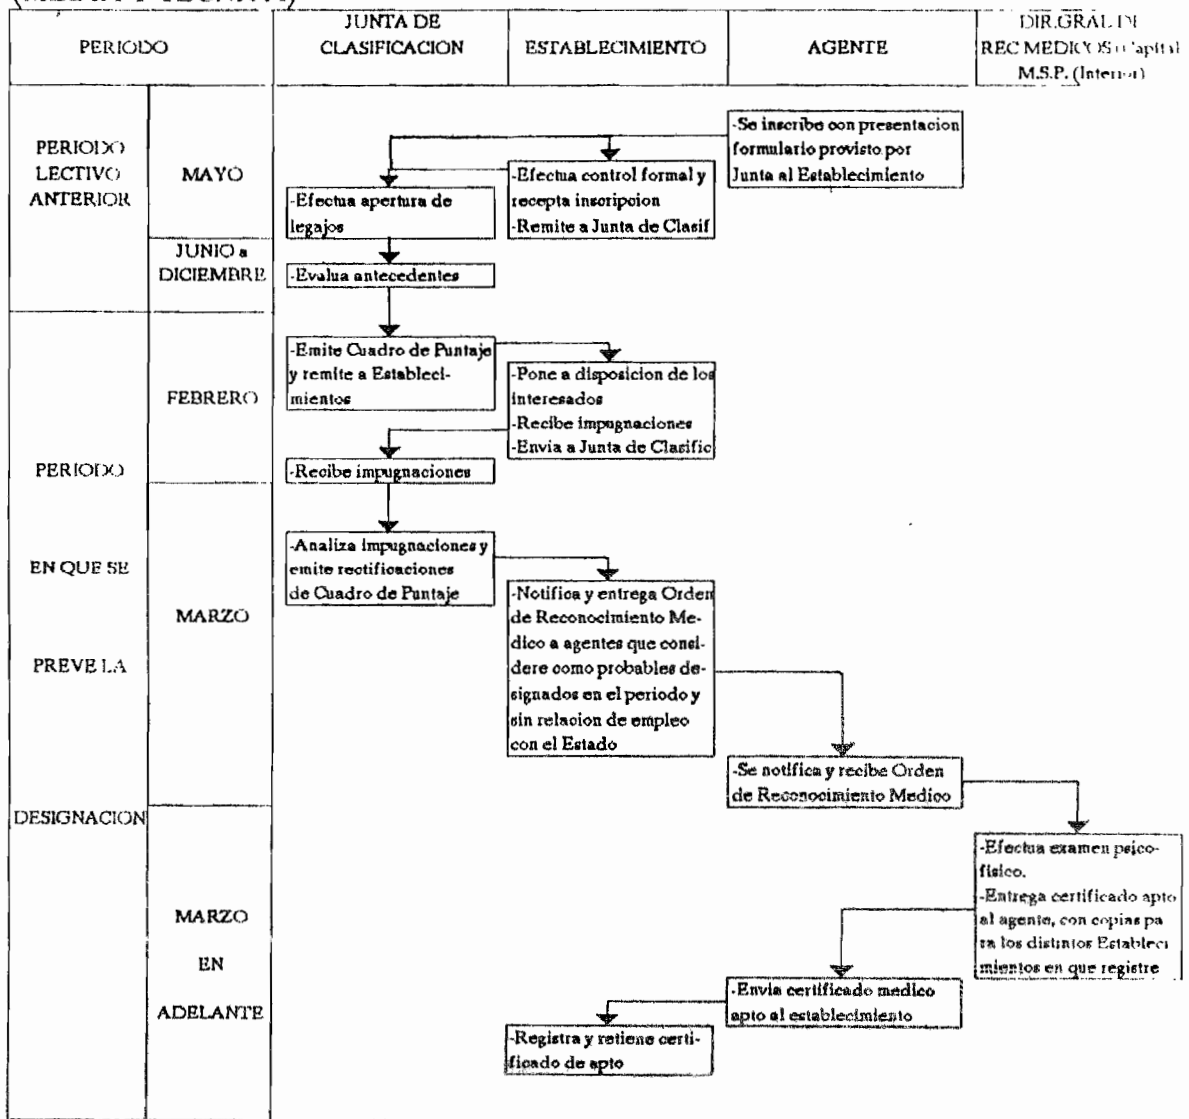 PERIODO
JUNTA DE
CLASIFICACION
ESTABLECIMIENTO
AGENTE
DIR.GRAL DE
REC MEDICOS (Capital
M.S.P. (Interior)
PERIODO
LECTIVO
ANTERIOR
MAYO
-Se inscribe con presentacion
formulario provisto por
Junta al Establecimiento
-Efectua control formal y
recepta inscripcion
-Remite a Junta de Clasif
-Efectua apertura de
legajos
JUNIO a
DICIEMBRE
-Evalua antecedentes
PERIODO
EN QUE SE
PREVE LA
DESIGNACION
FEBRERO
-Emite Cuadro de Puntaje
y remite a Estableci-
mientos
-Pone a disposicion de los
interesados
-Recibe impugnaciones
-Envia a Junta de Clasific
-Recibe impugnaciones
MARZO
-Analiza impugnaciones y
emite rectificaciones
de Cuadro de Puntaje
-Notifica y entrega Orden
de Reconocimiento Me-
dico a agentes que consi-
dere como probables de-
signados en el periodo y
sin relacion de empleo
con el Estado
-Se notifica y recibe Orden
de Reconocimiento Medico
MARZO
EN
ADELANTE
-Efectua examen psico-
fisico.
-Entrega certificado apto
al agente, con copias pa
ra los distintos Estableci
mientos en que registre
-Envia certificado medico
apto al establecimiento
-Registra y retiene certi-
ficado de apto